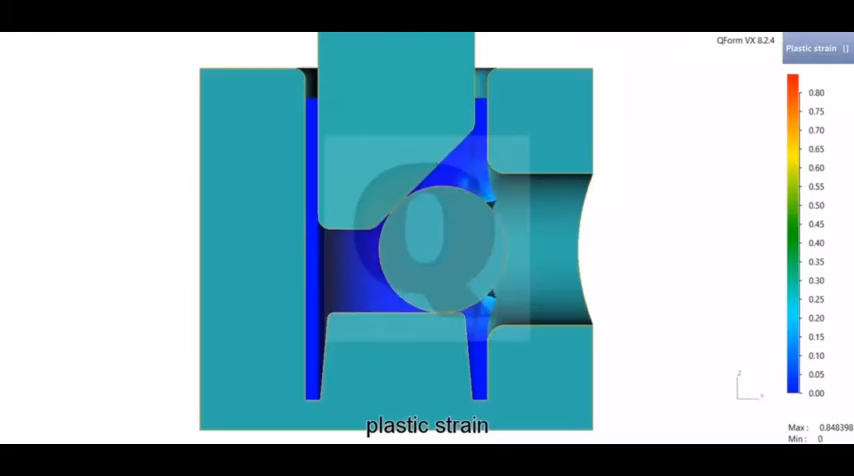 QForm VX 8.2.4
Plastic strain []
0.80
0.75
0.70
0.65
0.60
0.55
0.50
0.45
0.40
0.35
0.30
0.25
0.20
0.15
0.10
0.05
0.00
Q
z
x
plastic strain
Max : 0.848398
Min : 0